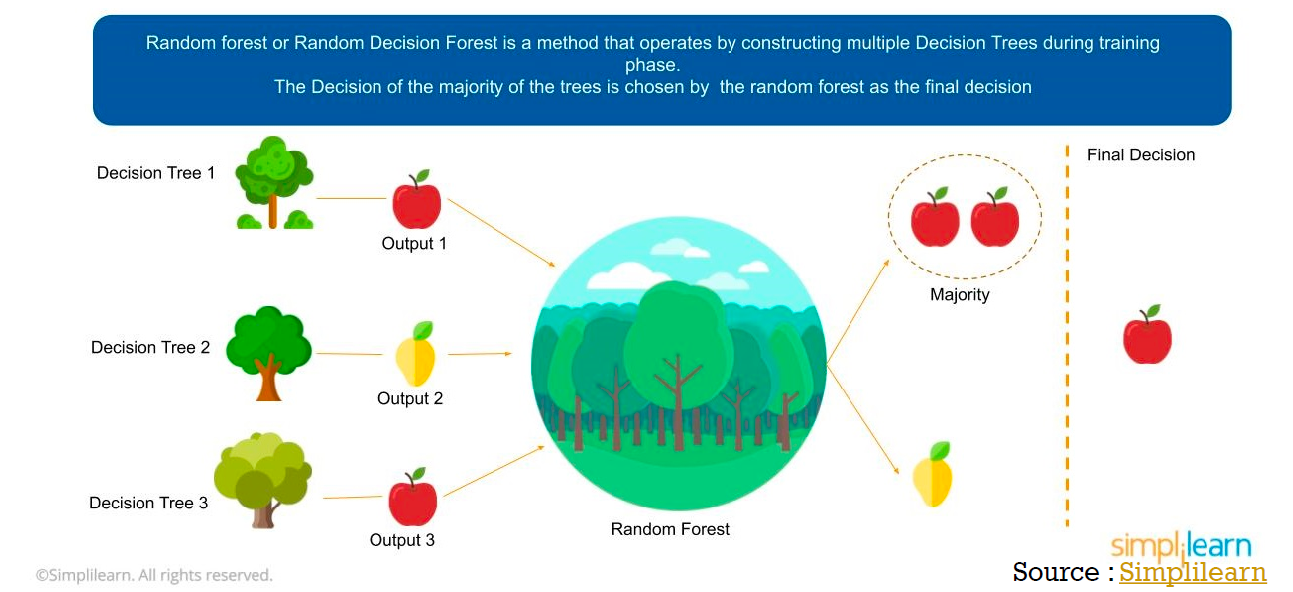 Random forest or Random Decision Forest is a method that operates by constructing multiple Decision Trees during training
phase.
The Decision of the majority of the trees is chosen by the random forest as the final decision
Decision Tree 1
Output 1
Decision Tree 2
Output 2
Decision Tree 3
Output 3
Random Forest
Majority
Final Decision
simplilearn
©Simplilearn. All rights reserved.
Source : Simplilearn